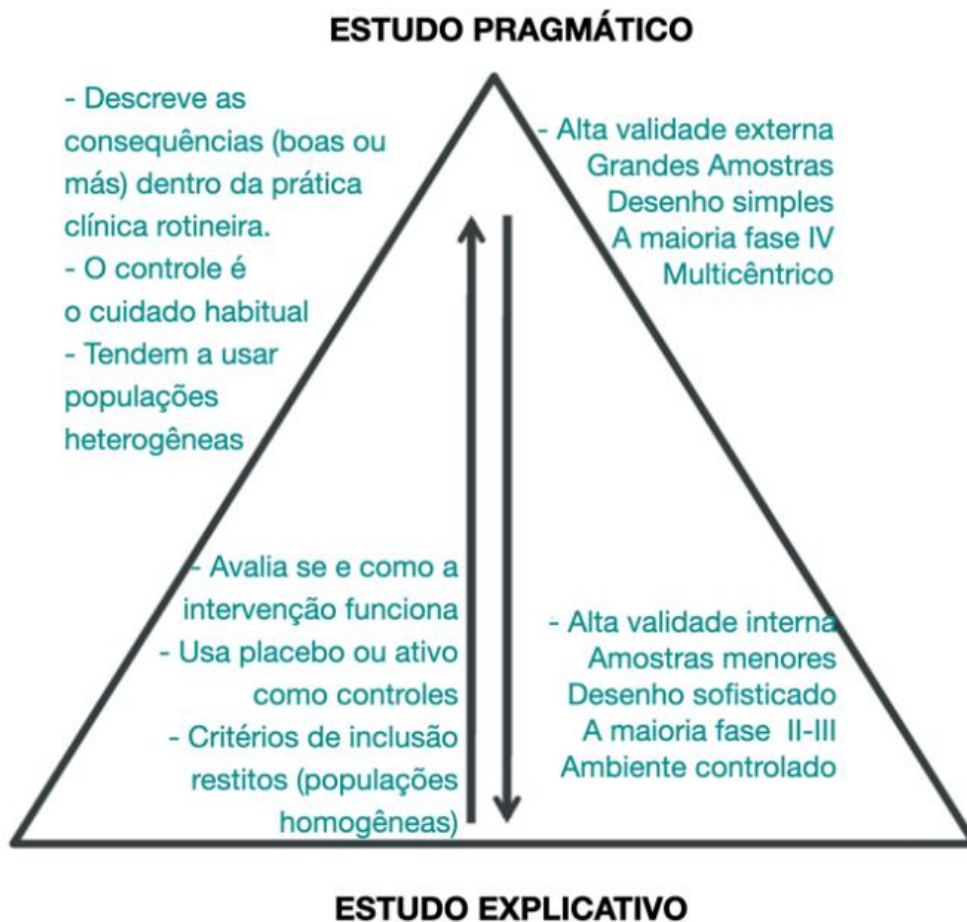 ESTUDO PRAGMÁTICO
- Descreve as
consequências (boas ou
más) dentro da prática
clínica rotineira.
- O controle é
o cuidado habitual
- Tendem a usar
populações
heterogêneas
- Alta validade externa
Grandes Amostras
Desenho simples
A maioria fase IV
Multicêntrico
- Avalia se e como a
intervenção funciona
- Usa placebo ou ativo
como controles
- Critérios de inclusão
restitos (populações
homogêneas)
- Alta validade interna
Amostras menores
Desenho sofisticado
A maioria fase II-III
Ambiente controlado
ESTUDO EXPLICATIVO